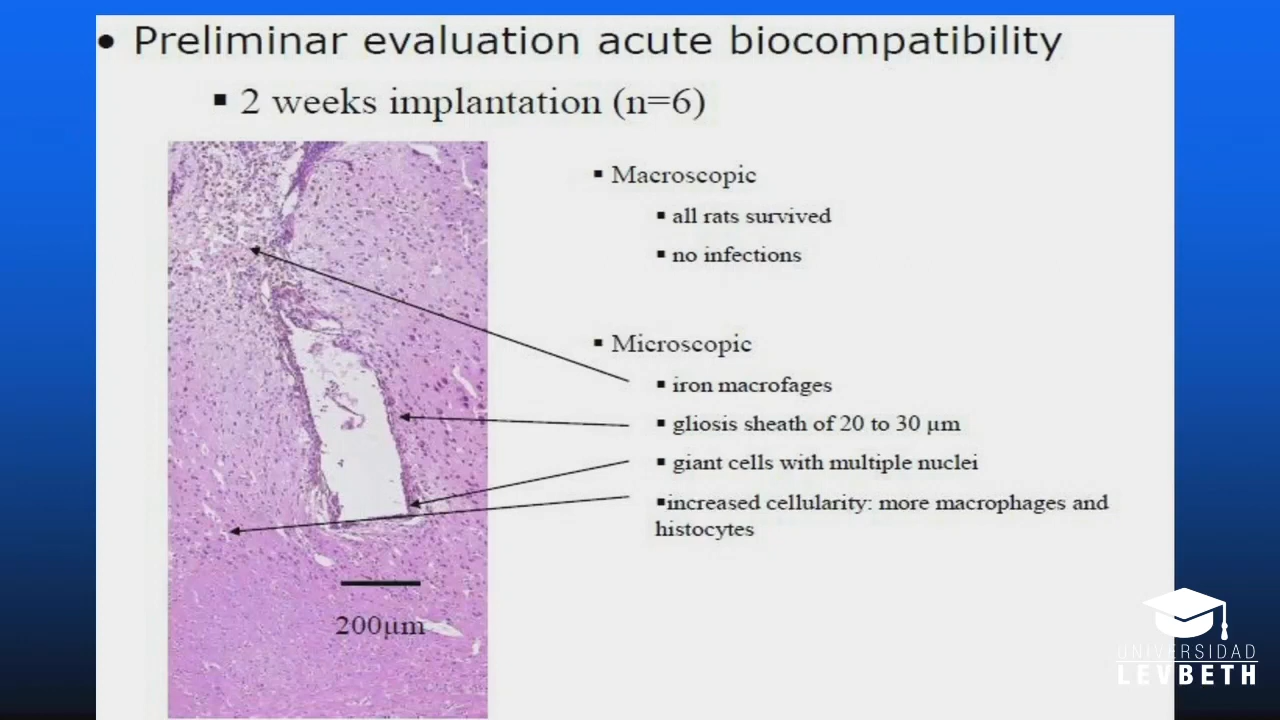 • Preliminar evaluation acute biocompatibility
▪ 2 weeks implantation (n=6)
▪ Macroscopic
▪ all rats survived
▪ no infections
▪ Microscopic
▪ iron macrofages
▪ gliosis sheath of 20 to 30 µm
▪ giant cells with multiple nuclei
▪increased cellularity: more macrophages and
histocytes
200µm
UNIVERSIDAD
LEVBETH